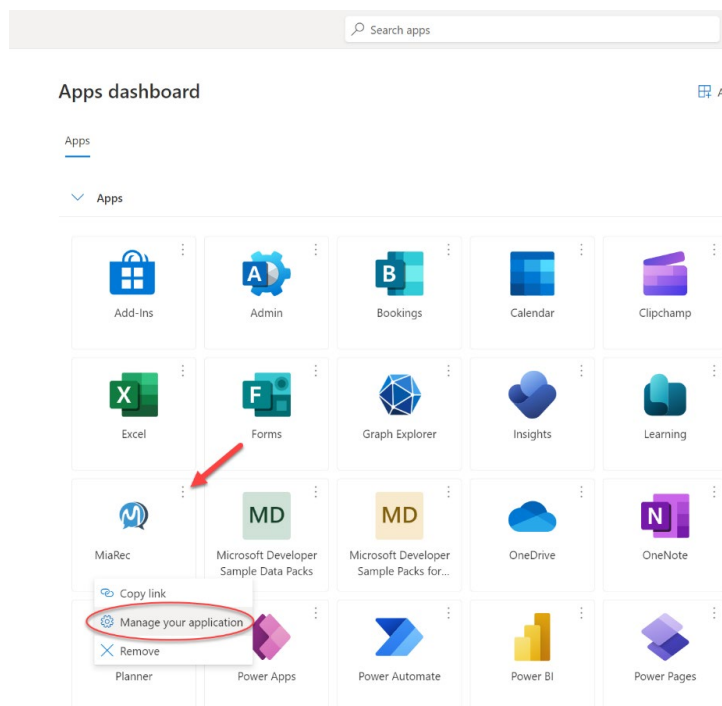 Search apps
Apps dashboard
A
Apps
Apps
Add-Ins
A
Admin
B
Bookings
Calendar
Clipchamp
X
Excel
F
Forms
Graph Explorer
Insights
Learning
M
MiaRec
MD
Microsoft Developer
Sample Data Packs
MD
Microsoft Developer
Sample Packs for...
OneDrive
N
OneNote
Copy link
Manage your application
Remove
Planner
Power Apps
Power Automate
Power BI
Power Pages